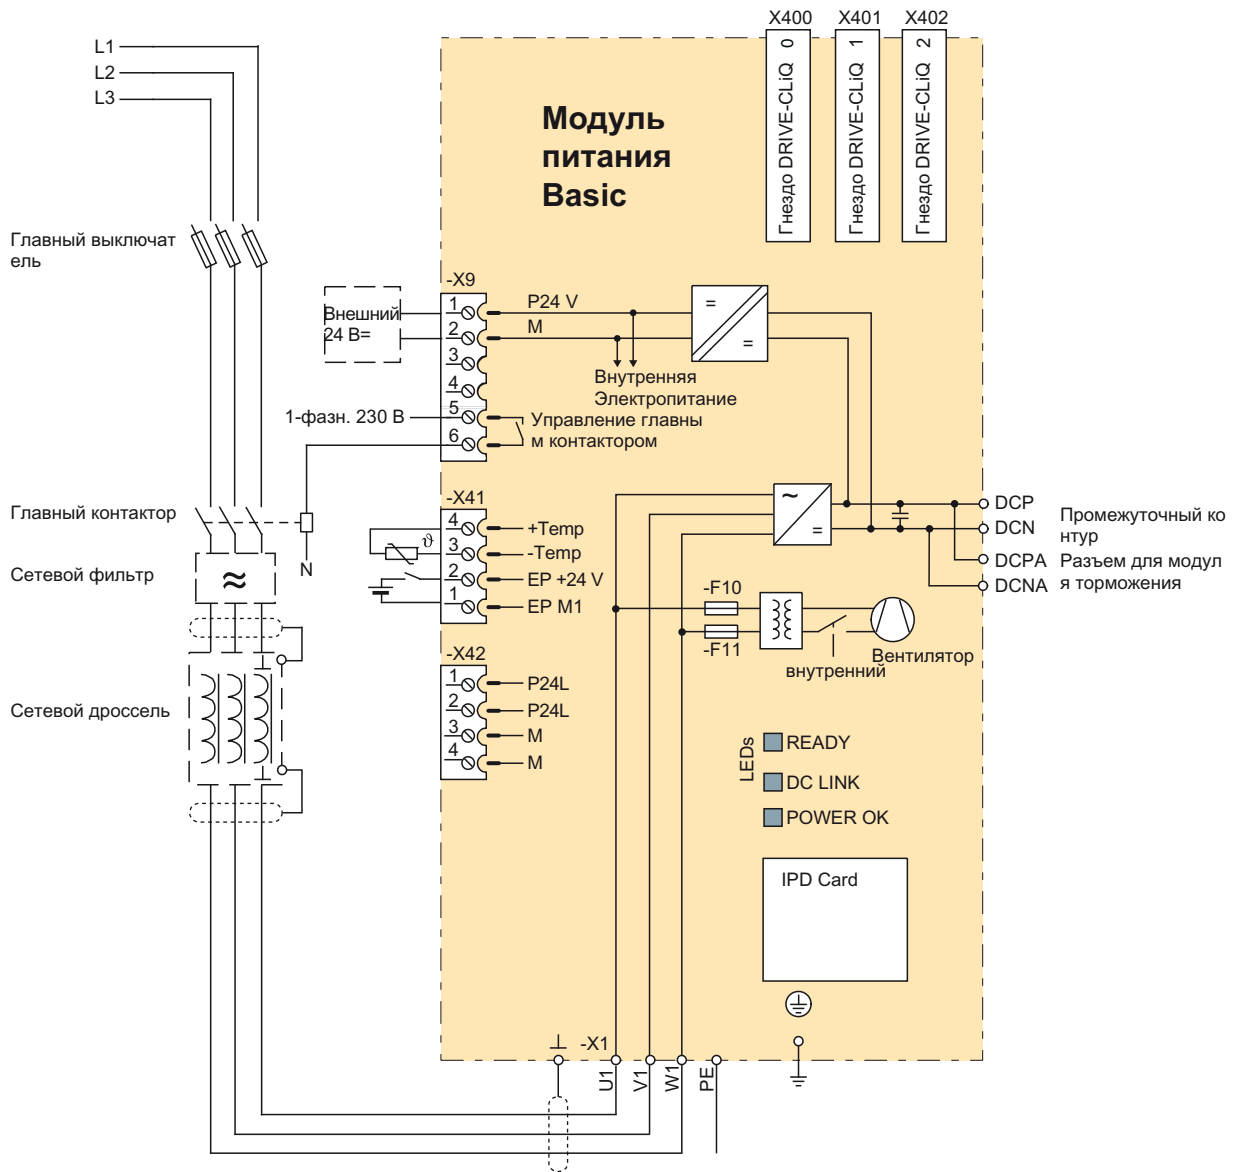 X400 X401 X402
L1
L2
L3
Гнездо DRIVE-CLiQ 0
Гнездо DRIVE-CLiQ 1
Гнездо DRIVE-CLiQ 2
Модуль
питания
Basic
Главный выключат
ель
-X9
Внешний
24 В=
1
2
3
4
5
6
P24 V
M
=
=
Внутренняя
Электропитание
1-фазн. 230 В
Управление главны
м контактором
Главный контактор
N
Сетевой фильтр
≈
-X41
4
3
2
1
ϑ
+Temp
-Temp
EP +24 V
EP M1
~
=
DCP
DCN
DCPA
DCNA
Промежуточный ко
нтур
Разъем для модул
я торможения
-F10
-F11
внутренний
Вентилятор
Сетевой дроссель
-X42
1
2
3
4
P24L
P24L
M
M
LEDs
READY
DC LINK
POWER OK
IPD Card
-X1
U1
V1
W1
PE